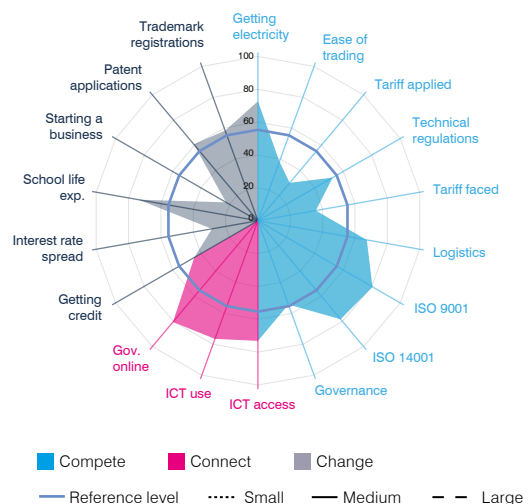 Getting
electricity
Ease of
trading
Tariff applied
Technical
regulations
Tariff faced
Logistics
ISO 9001
ISO 14001
Governance
ICT access
ICT use
Gov.
online
Getting
credit
Interest rate
spread
School life
exp.
Starting a
business
Patent
applications
Trademark
registrations
100
80
60
40
20
0
Compete
Connect
Change
Reference level
Small
Medium
Large